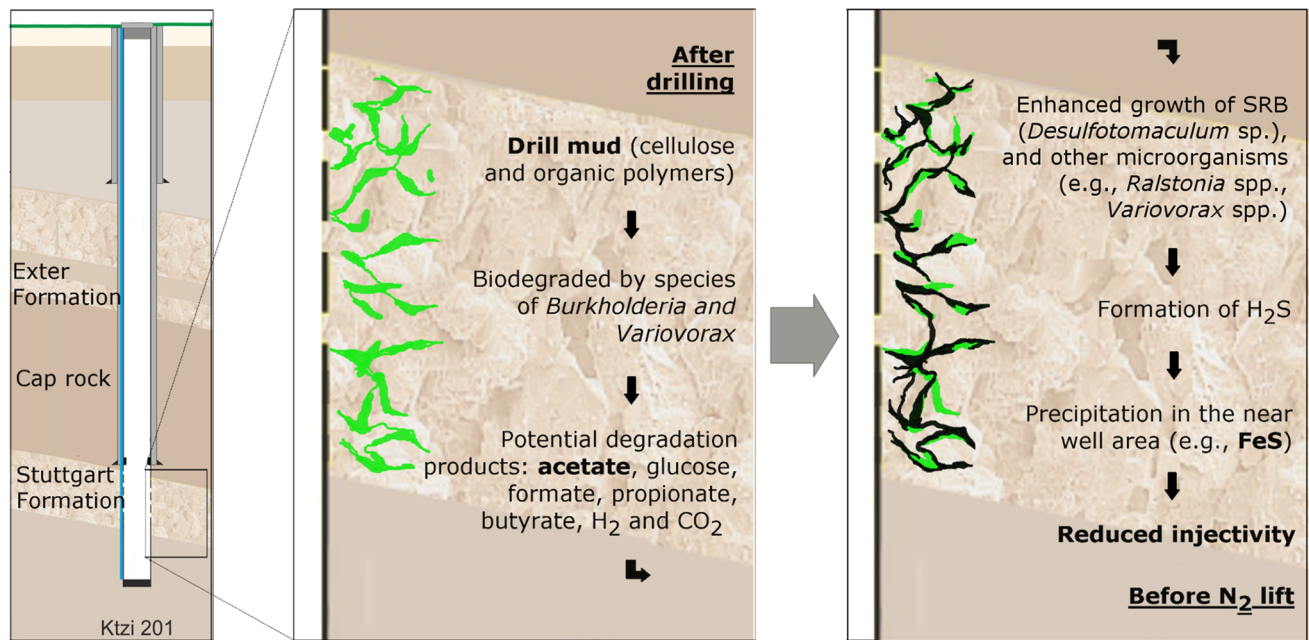 Exter
Formation
Cap rock
Stuttgart
Formation
Ktzi 201
After
drilling
Drill mud (cellulose
and organic polymers)
Biodegraded by species
of Burkholderia and
Variovorax
Potential degradation
products: acetate, glucose,
formate, propionate,
butyrate, H₂ and CO₂
Enhanced growth of SRB
(Desulfotomaculum sp.),
and other microorganisms
(e.g., Ralstonia spp.,
Variovorax spp.)
Formation of H₂S
Precipitation in the near
well area (e.g., FeS)
Reduced injectivity
Before N₂ lift